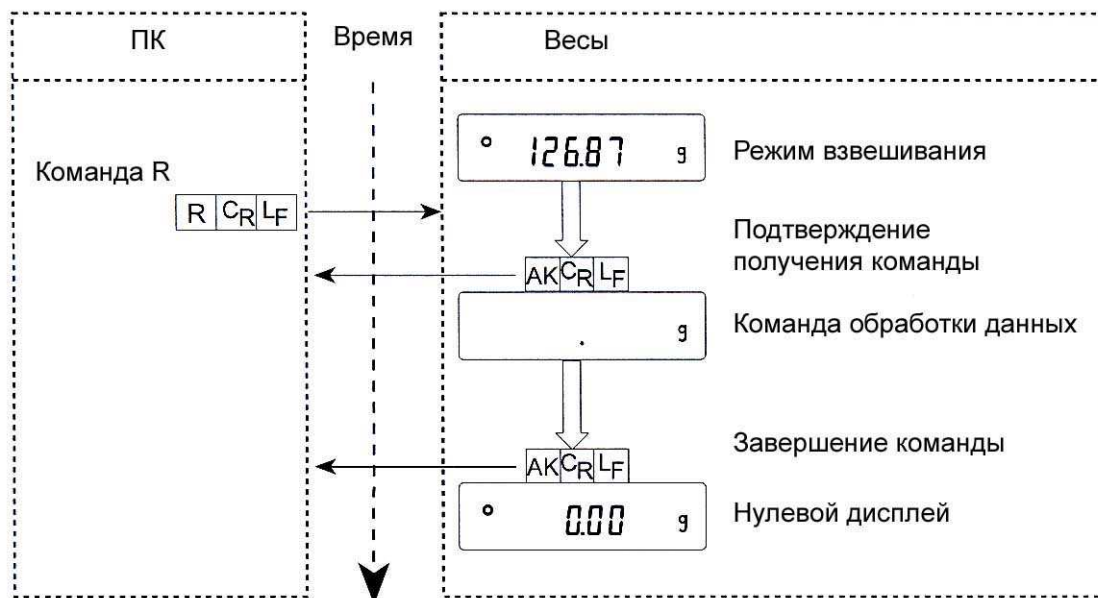 ПК
Время
Весы
126.87 g
Режим взвешивания
Команда R
R CR LF
Подтверждение
получения команды
AK CR LF
. g
Команда обработки данных
Завершение команды
AK CR LF
0.00 g
Нулевой дисплей